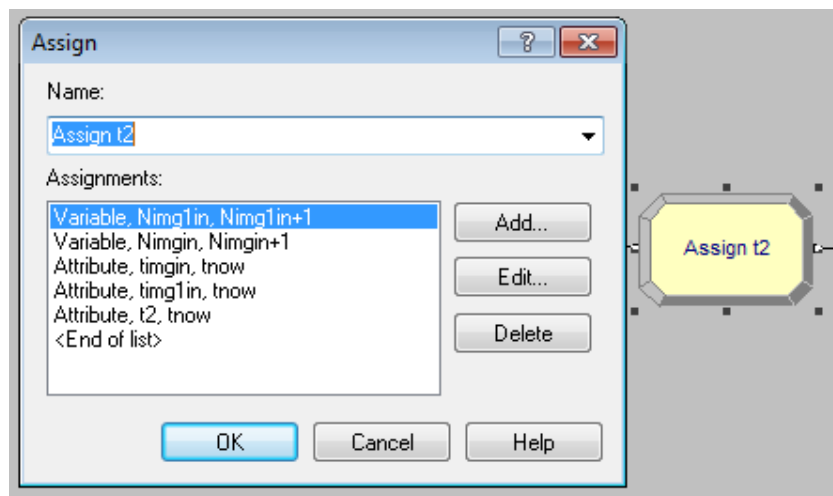 Assign
Name:
Assign t2
Assignments:
Variable, Nimg1in, Nimg1in+1
Variable, Nimgin, Nimgin+1
Attribute, timgin, tnow
Attribute, timg1in, tnow
Attribute, t2, tnow
<End of list>
Add...
Edit...
Delete
OK
Cancel
Help
Assign t2